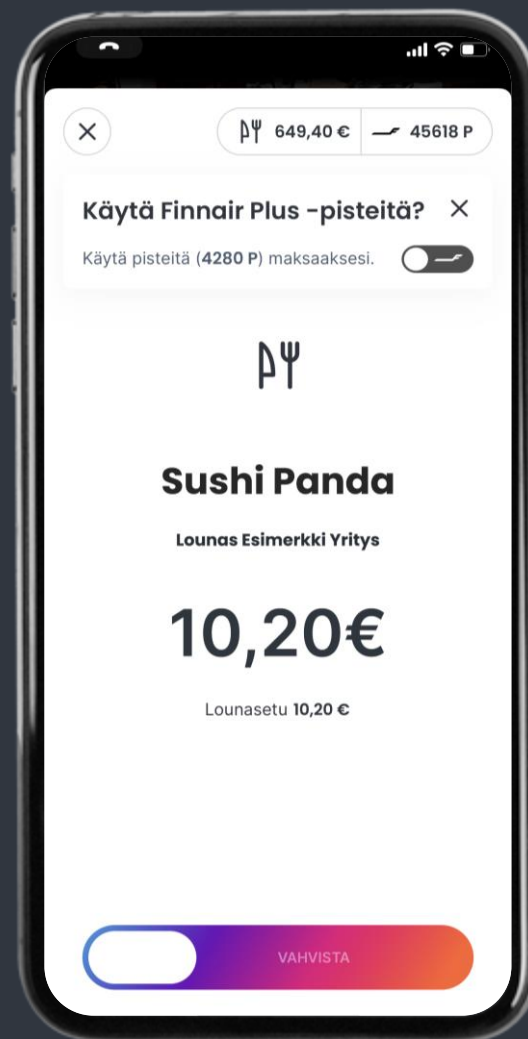 649,40 € 45618 P
Käytä Finnair Plus -pisteitä?
Käytä pisteitä (4280 P) maksaaksesi.
Sushi Panda
Lounas Esimerkki Yritys
10,20€
Lounasetu 10,20 €
VAHVISTA